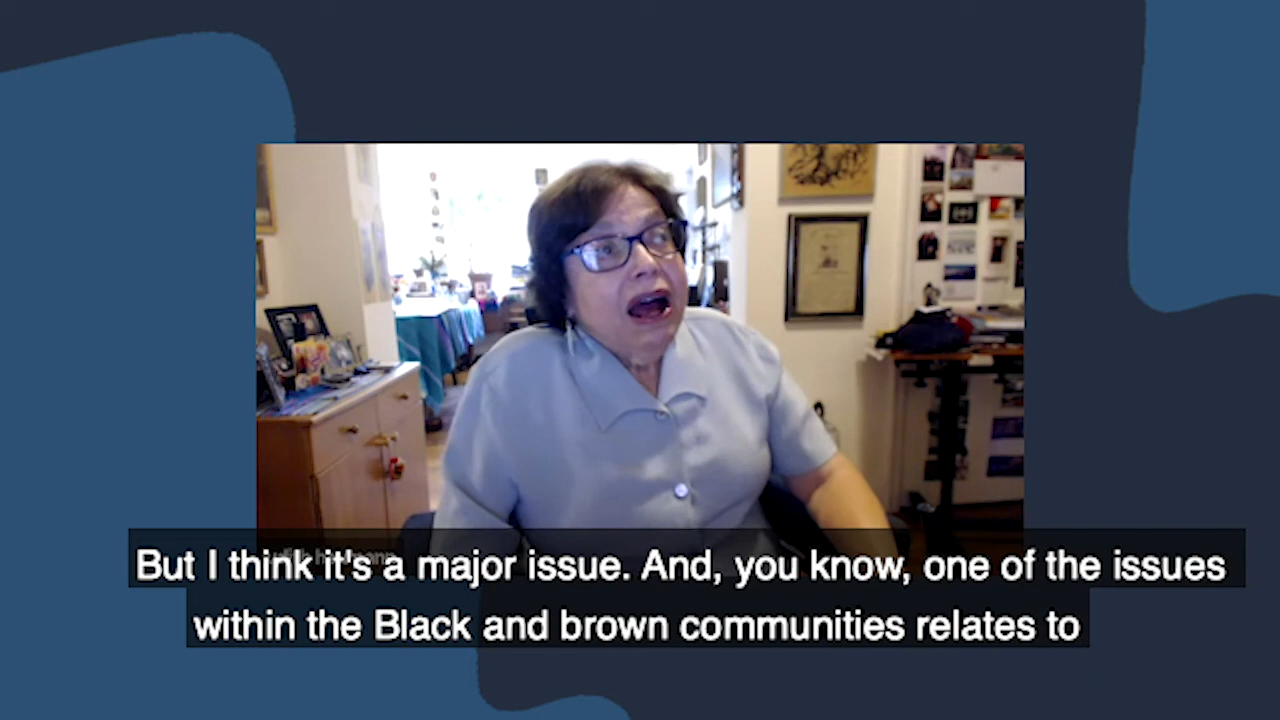 But I think it's a major issue. And, you know, one of the issues
within the Black and brown communities relates to